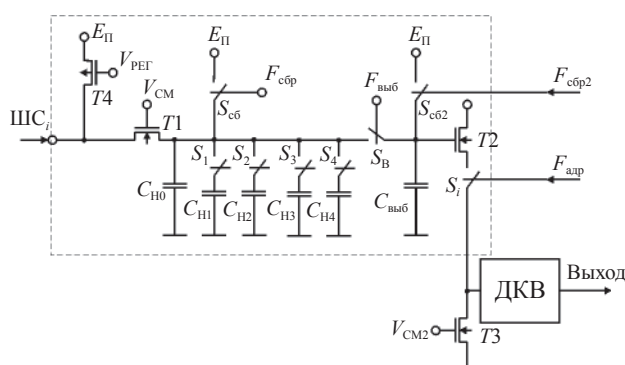 E_П E_П E_П
V_РЕГ
T4
V_СМ
F_сбр
F_выб
F_сбр2
S_сб
S_сб2
ШС_i
T1
T2
S_1 S_2 S_3 S_4
S_В
S_i
F_адр
C_Н0 C_Н1 C_Н2 C_Н3 C_Н4
C_выб
ДКВ
Выход
V_СМ2
T3